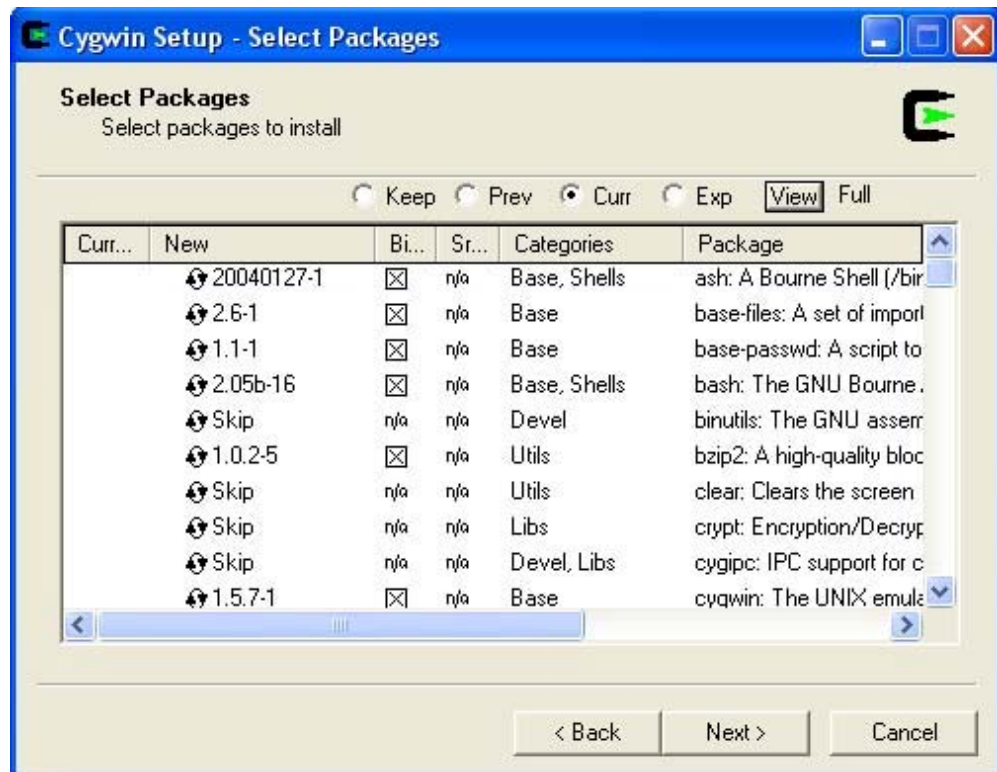 Cygwin Setup - Select Packages
Select Packages
Select packages to install
Keep Prev Curr Exp View Full
Curr... New Bi... Sr... Categories Package
20040127-1 n/a Base, Shells ash: A Bourne Shell (/bin
2.6-1 n/a Base base-files: A set of import
1.1-1 n/a Base base-passwd: A script to
2.05b-16 n/a Base, Shells bash: The GNU Bourne
Skip n/a n/a Devel binutils: The GNU assem
1.0.2-5 n/a Utils bzip2: A high-quality bloc
Skip n/a n/a Utils clear: Clears the screen
Skip n/a n/a Libs crypt: Encryption/Decryp
Skip n/a n/a Devel, Libs cygipc: IPC support for c
1.5.7-1 n/a Base cygwin: The UNIX emula
< Back Next > Cancel